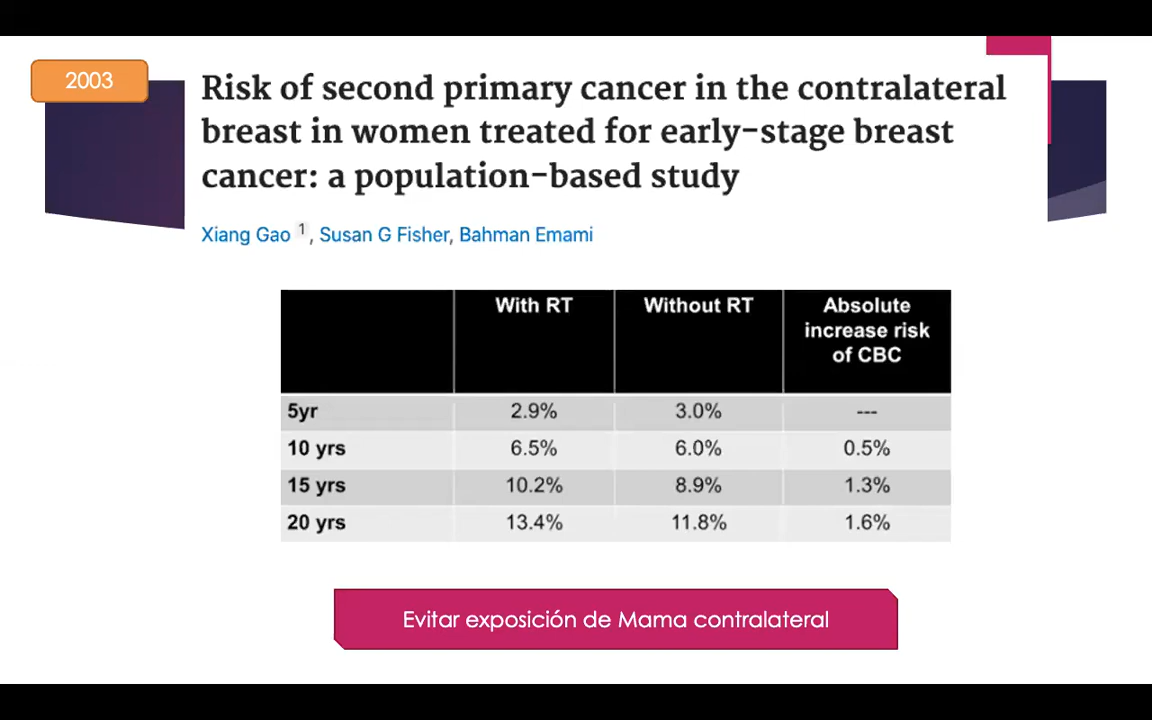 2003
Risk of second primary cancer in the contralateral
breast in women treated for early-stage breast
cancer: a population-based study
Xiang Gao 1, Susan G Fisher, Bahman Emami
With RT Without RT Absolute increase risk of CBC
5yr 2.9% 3.0% ---
10 yrs 6.5% 6.0% 0.5%
15 yrs 10.2% 8.9% 1.3%
20 yrs 13.4% 11.8% 1.6%
Evitar exposición de Mama contralateral